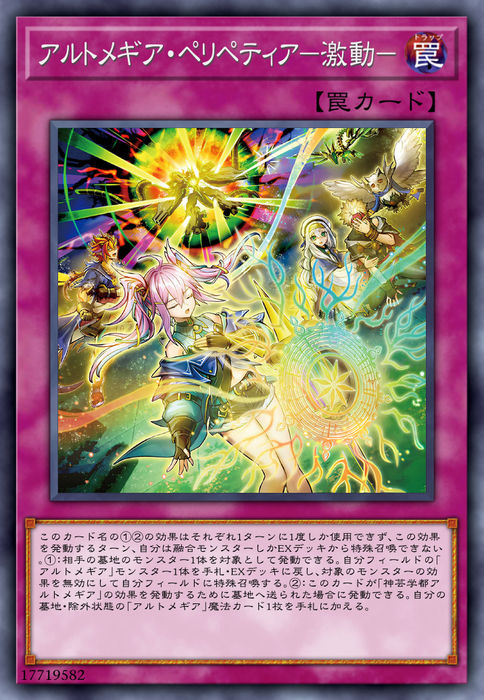 アルトメギア・ペリペティアー激動ー
トラップ
罠
【罠カード】
このカード名の①②の効果はそれぞれ1ターンに1度しか使用できず、この効果
を発動するターン、自分は融合モンスターしかEXデッキから特殊召喚できない
。①：相手の墓地のモンスター1体を対象として発動できる。自分フィールドの「
アルトメギア」モンスター1体を手札・EXデッキに戻し、対象のモンスターの効
果を無効にして自分フィールドに特殊召喚する。②：このカードが「神芸学都ア
ルトメギア」の効果を発動するために墓地へ送られた場合に発動できる。自分の
墓地・除外状態の「アルトメギア」魔法カード1枚を手札に加える。
17719582